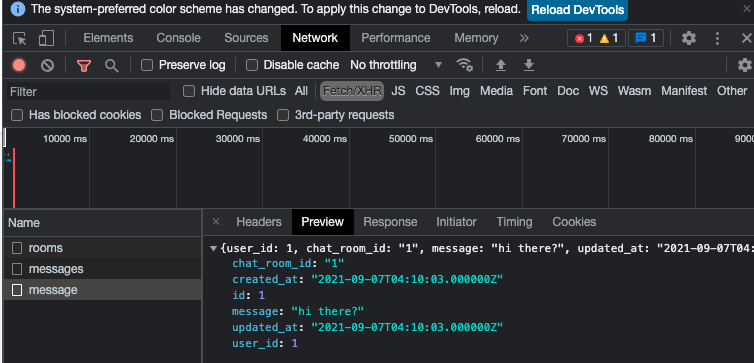 The system-preferred color scheme has changed. To apply this change to DevTools, reload. Reload DevTools
Elements Console Sources Network Performance Memory » 1 1 1
Preserve log Disable cache No throttling
Filter Hide data URLs All Fetch/XHR JS CSS Img Media Font Doc WS Wasm Manifest Other
Has blocked cookies Blocked Requests 3rd-party requests
10000 ms 20000 ms 30000 ms 40000 ms 50000 ms 60000 ms 70000 ms 80000 ms 9000
Name × Headers Preview Response Initiator Timing Cookies
rooms
messages
message
▼{user_id: 1, chat_room_id: "1", message: "hi there?", updated_at: "2021-09-07T04:
chat_room_id: "1"
created_at: "2021-09-07T04:10:03.000000Z"
id: 1
message: "hi there?"
updated_at: "2021-09-07T04:10:03.000000Z"
user_id: 1